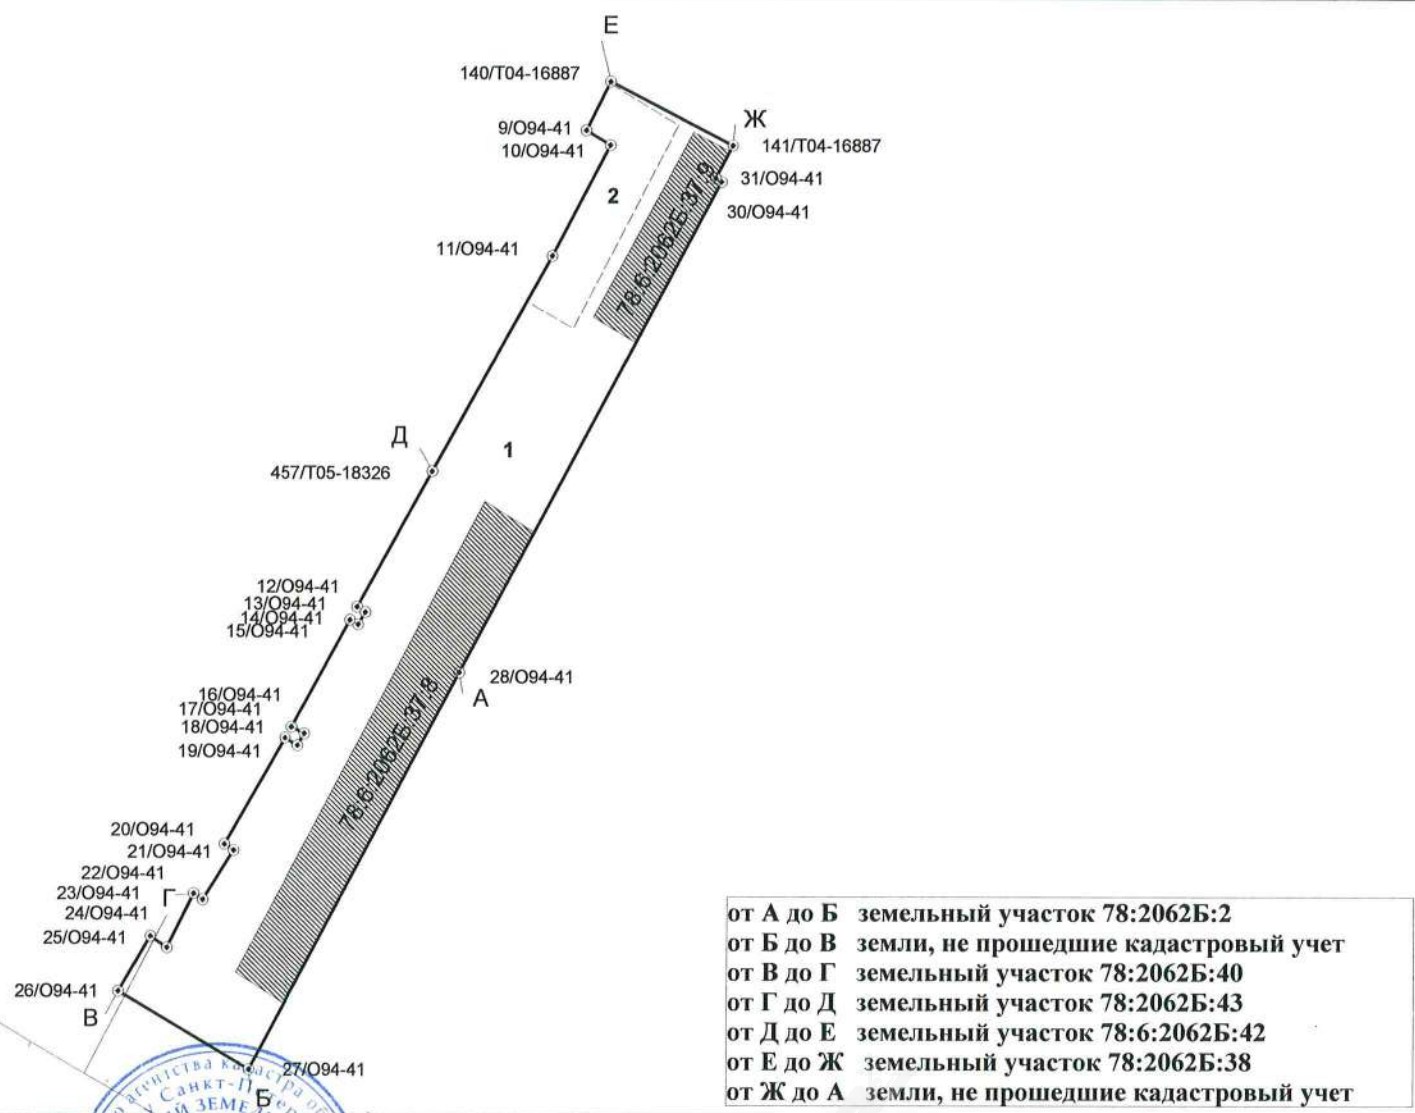 Е
140/Т04-16887
Ж
9/О94-41
141/Т04-16887
10/О94-41
31/О94-41
2
30/О94-41
78:6:2062Б:37:9
11/О94-41
Д
1
457/Т05-18326
12/О94-41
13/О94-41
14/О94-41
15/О94-41
28/О94-41
А
16/О94-41
17/О94-41
18/О94-41
19/О94-41
78:6:2062Б:37:8
20/О94-41
21/О94-41
22/О94-41
23/О94-41
Г
24/О94-41
25/О94-41
26/О94-41
В
27/О94-41
Б
от А до Б земельный участок 78:2062Б:2
от Б до В земли, не прошедшие кадастровый учет
от В до Г земельный участок 78:2062Б:40
от Г до Д земельный участок 78:2062Б:43
от Д до Е земельный участок 78:6:2062Б:42
от Е до Ж земельный участок 78:2062Б:38
от Ж до А земли, не прошедшие кадастровый учет